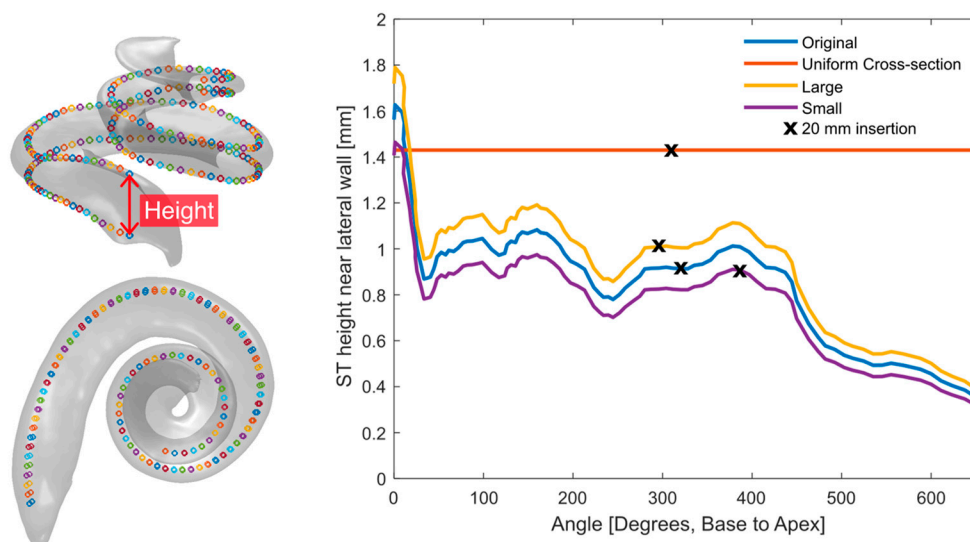 Height
2
1.8
1.6
1.4
1.2
1
0.8
0.6
0.4
0.2
0
ST height near lateral wall [mm]
Original
Uniform Cross-section
Large
Small
20 mm insertion
0 100 200 300 400 500 600
Angle [Degrees, Base to Apex]